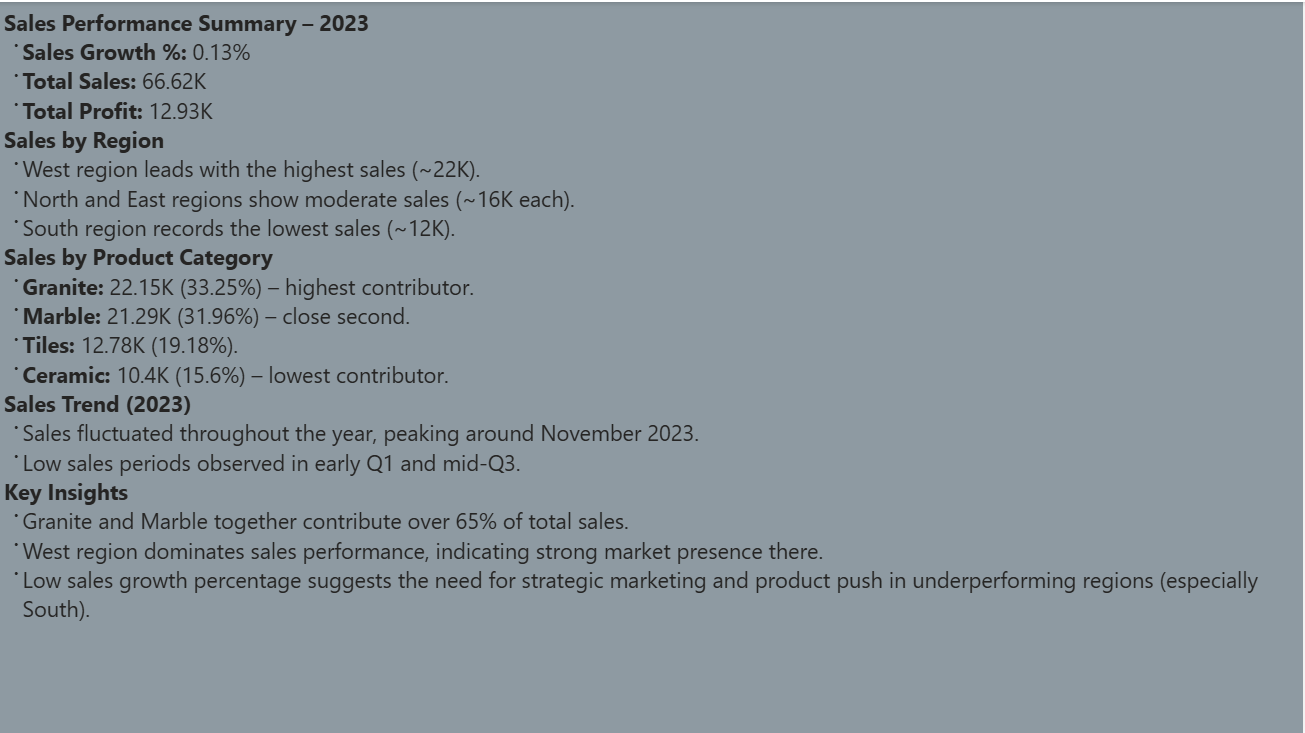 Sales Performance Summary – 2023
· Sales Growth %: 0.13%
· Total Sales: 66.62K
· Total Profit: 12.93K
Sales by Region
· West region leads with the highest sales (~22K).
· North and East regions show moderate sales (~16K each).
· South region records the lowest sales (~12K).
Sales by Product Category
· Granite: 22.15K (33.25%) – highest contributor.
· Marble: 21.29K (31.96%) – close second.
· Tiles: 12.78K (19.18%).
· Ceramic: 10.4K (15.6%) – lowest contributor.
Sales Trend (2023)
· Sales fluctuated throughout the year, peaking around November 2023.
· Low sales periods observed in early Q1 and mid-Q3.
Key Insights
· Granite and Marble together contribute over 65% of total sales.
· West region dominates sales performance, indicating strong market presence there.
· Low sales growth percentage suggests the need for strategic marketing and product push in underperforming regions (especially
South).